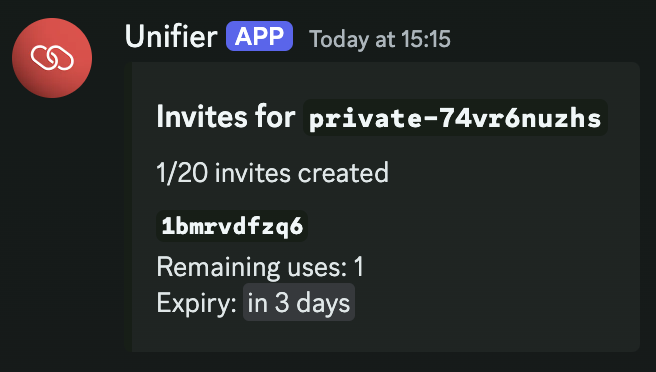 Unifier APP Today at 15:15
Invites for private-74vr6nuzhs
1/20 invites created
1bmrvdfzq6
Remaining uses: 1
Expiry: in 3 days